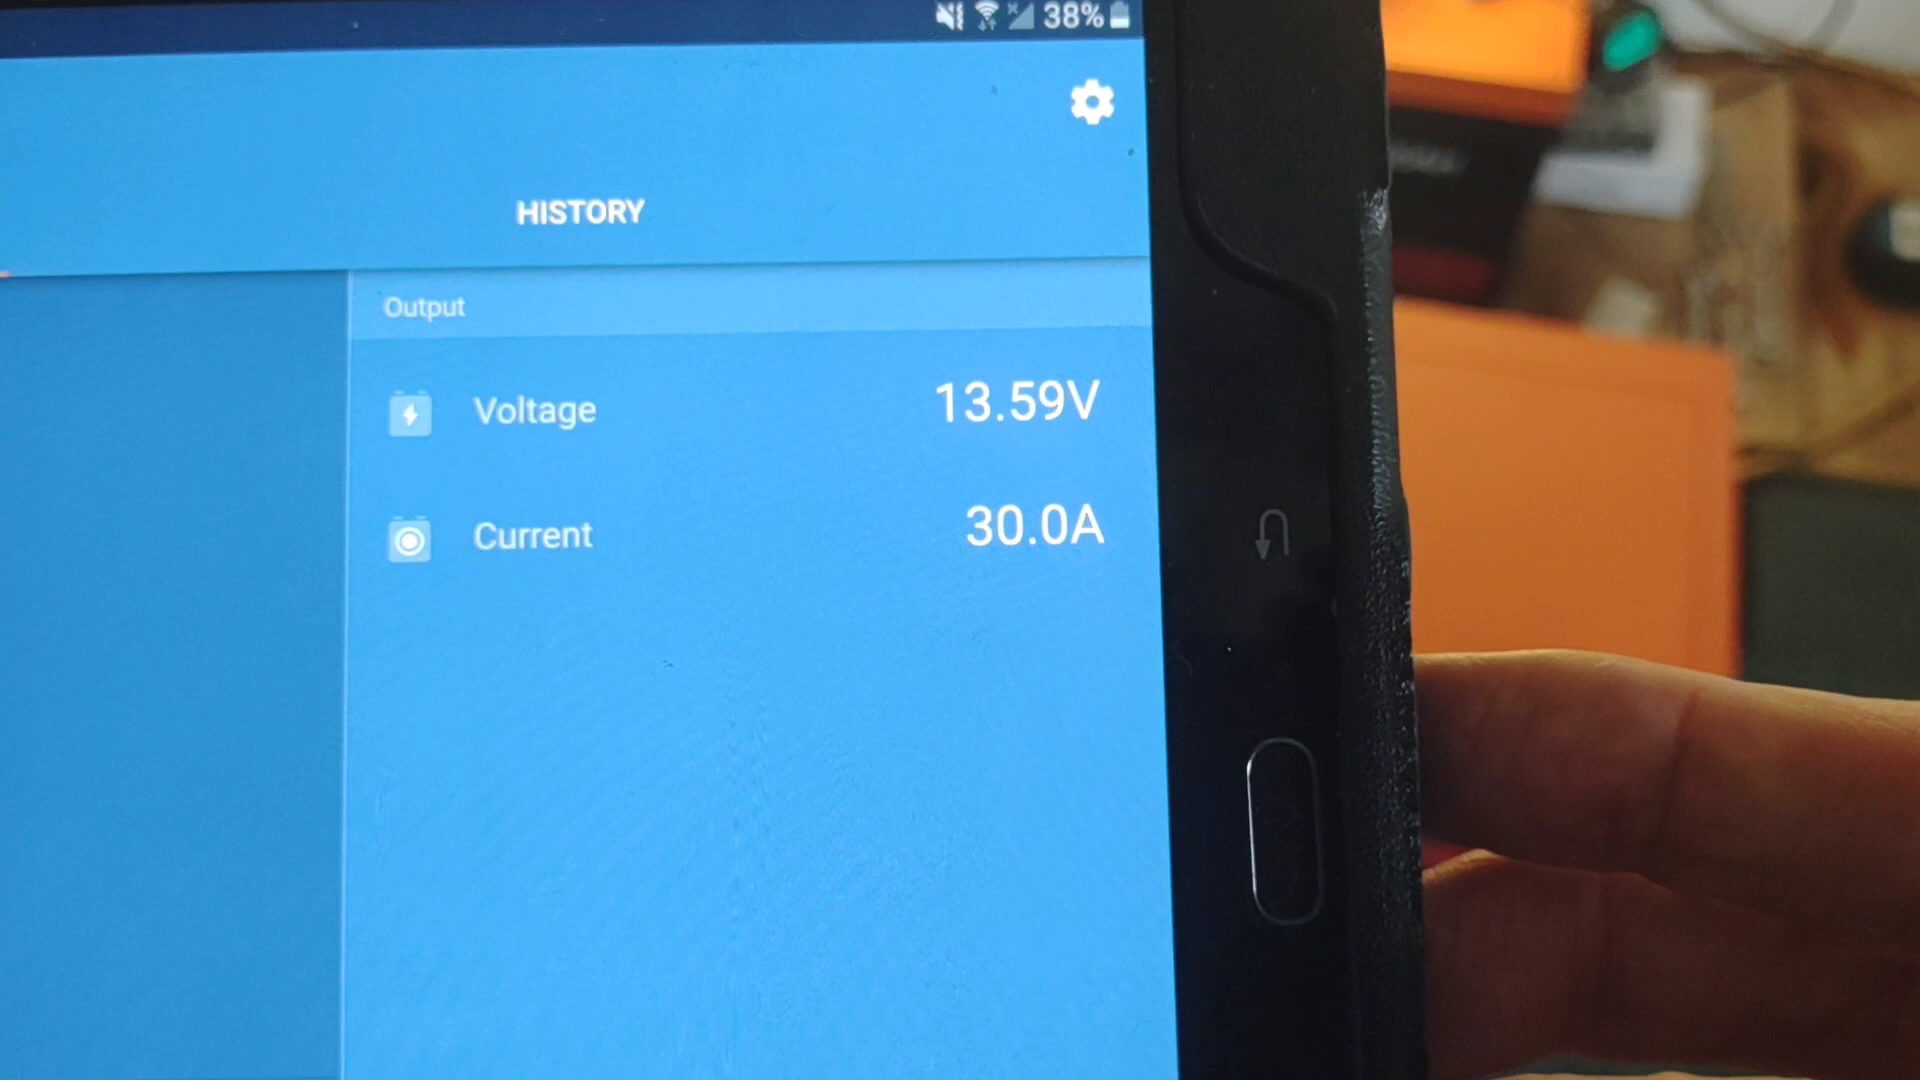 38%
HISTORY
Output
Voltage 13.59V
Current 30.0A